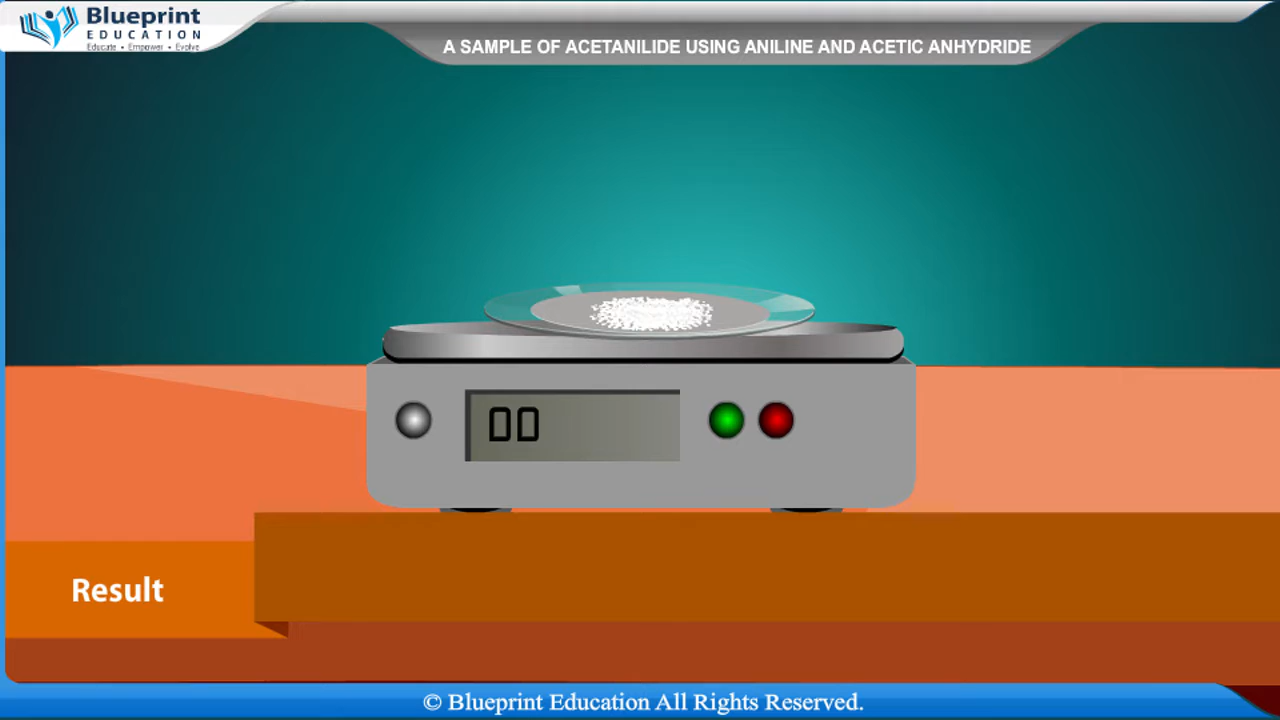 Blueprint
EDUCATION
Educate • Empower • Evolve
A SAMPLE OF ACETANILIDE USING ANILINE AND ACETIC ANHYDRIDE
00
Result
© Blueprint Education All Rights Reserved.